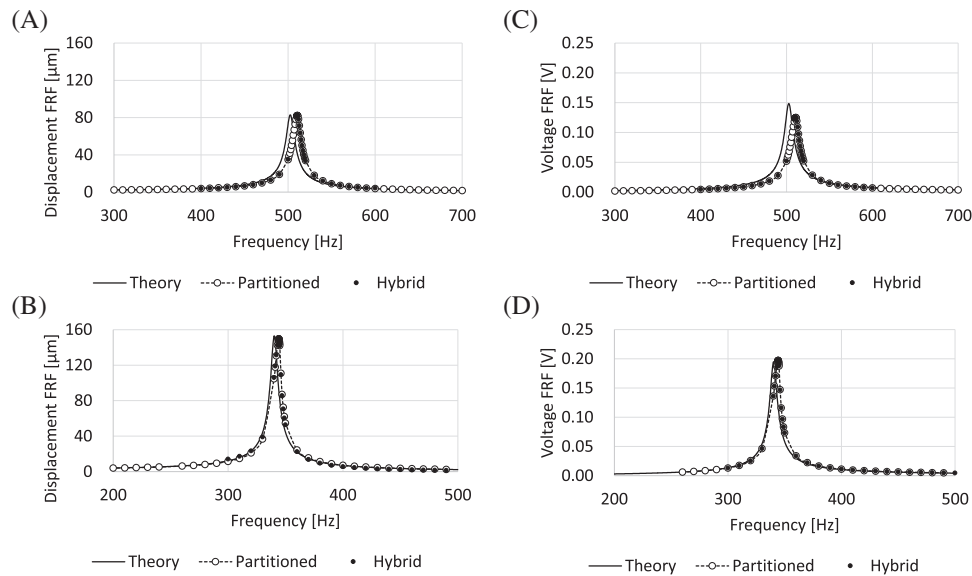 (A)
Displacement FRF [µm]
160
120
80
40
0
300 400 500 600 700
Frequency [Hz]
Theory Partitioned Hybrid
(C)
Voltage FRF [V]
0.25
0.20
0.15
0.10
0.05
0.00
300 400 500 600 700
Frequency [Hz]
Theory Partitioned Hybrid
(B)
Displacement FRF [µm]
160
120
80
40
0
200 300 400 500
Frequency [Hz]
Theory Partitioned Hybrid
(D)
Voltage FRF [V]
0.25
0.20
0.15
0.10
0.05
0.00
200 300 400 500
Frequency [Hz]
Theory Partitioned Hybrid